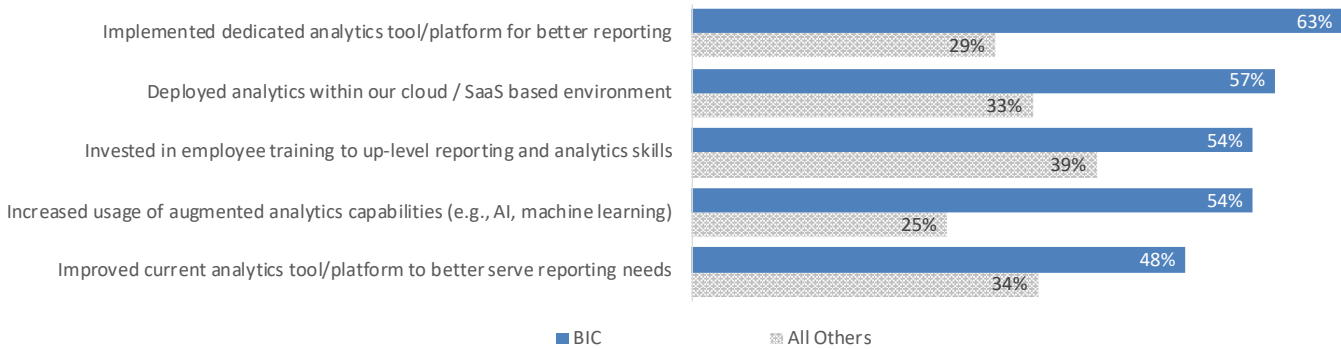 Implemented dedicated analytics tool/platform for better reporting
63%
29%
Deployed analytics within our cloud / SaaS based environment
57%
33%
Invested in employee training to up-level reporting and analytics skills
54%
39%
Increased usage of augmented analytics capabilities (e.g., AI, machine learning)
54%
25%
Improved current analytics tool/platform to better serve reporting needs
48%
34%
BIC
All Others